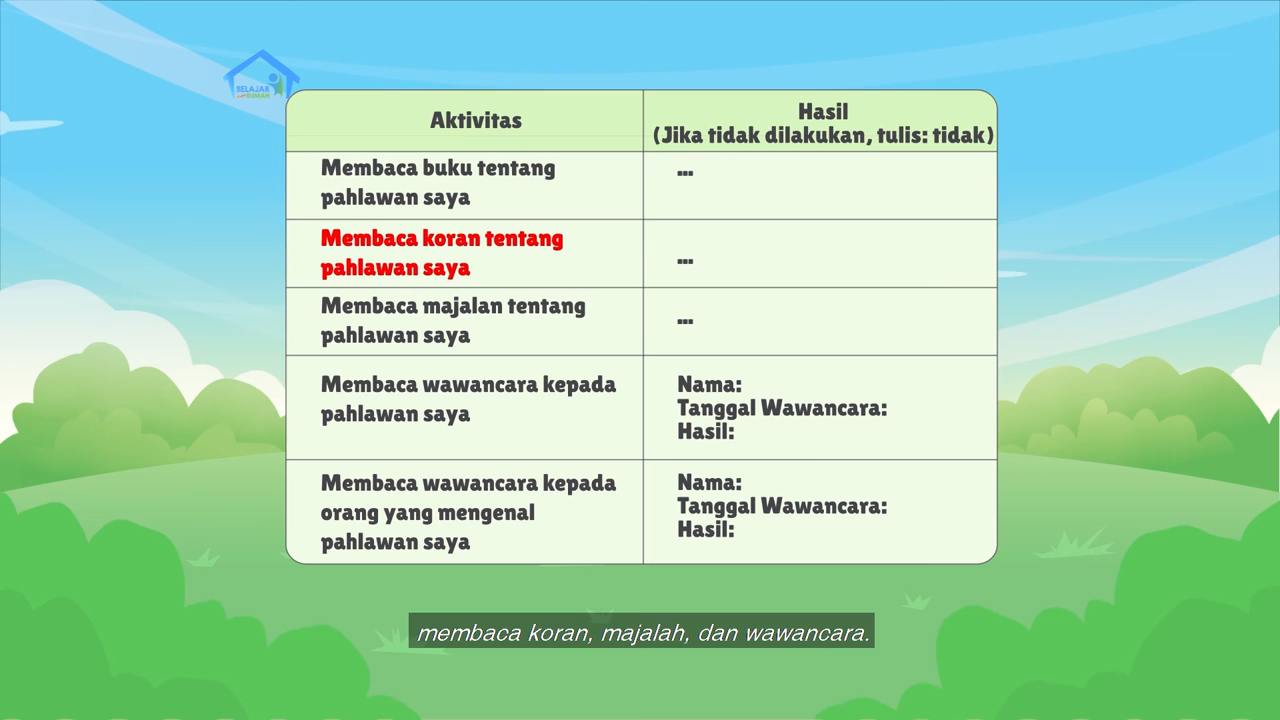 BELAJAR
RUMAH
Aktivitas
Hasil
(Jika tidak dilakukan, tulis: tidak)
Membaca buku tentang
pahlawan saya
...
Membaca koran tentang
pahlawan saya
...
Membaca majalan tentang
pahlawan saya
...
Membaca wawancara kepada
pahlawan saya
Nama:
Tanggal Wawancara:
Hasil:
Membaca wawancara kepada
orang yang mengenal
pahlawan saya
Nama:
Tanggal Wawancara:
Hasil:
membaca koran, majalah, dan wawancara.